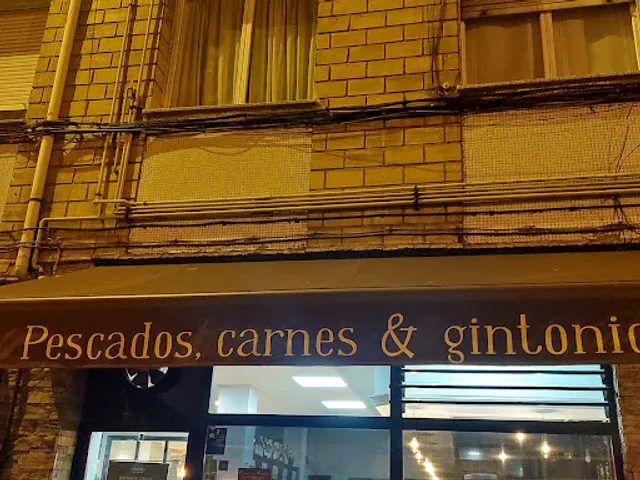 Pescados, carnes & gintonic